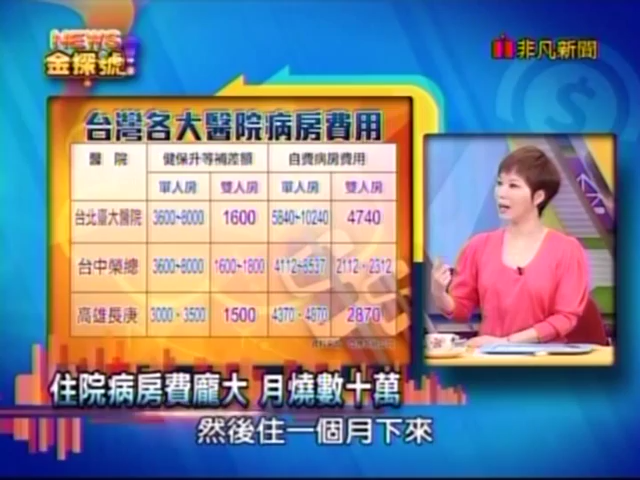 NEWS
金探號!
非凡新聞
台灣各大醫院病房費用
醫 院 健保升等補差額 自費病房費用
單人房 雙人房 單人房 雙人房
台北臺大醫院 3600~8000 1600 5840~10240 4740
台中榮總 3600~8000 1600~1800 4112~8537 2112、2312
高雄長庚 3000、3500 1500 4370、4870 2870
住院病房費龐大 月燒數十萬
然後住一個月下來